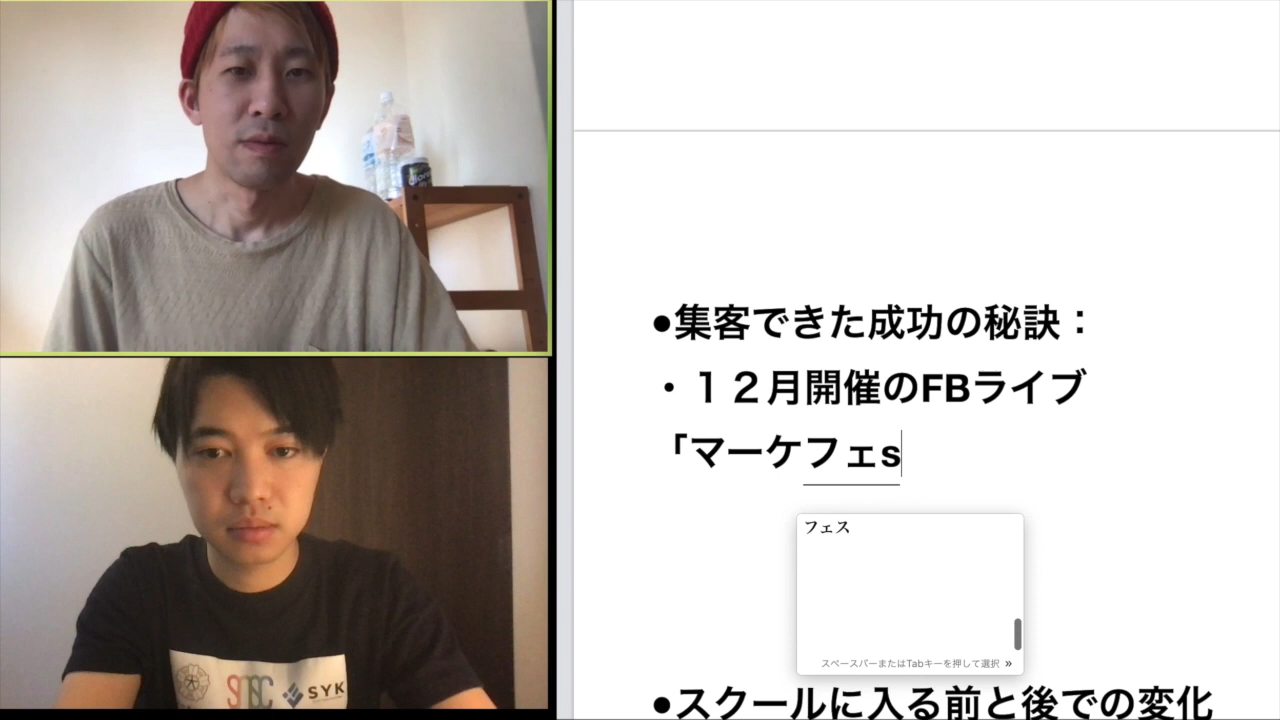 ●集客できた成功の秘訣：
・１２月開催のFBライブ
「マーケフェs
フェス
スペースバーまたはTabキーを押して選択 »
●スクールに入る前と後での変化
SYK